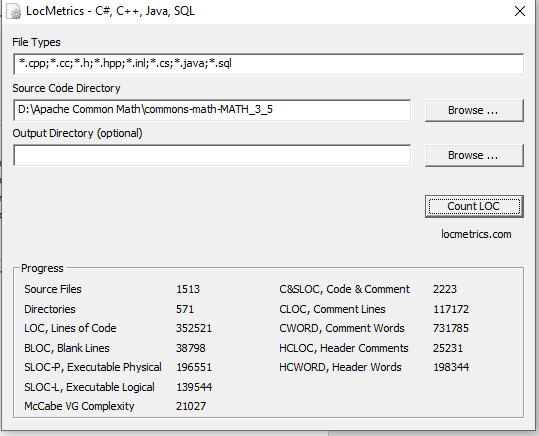 LocMetrics - C#, C++, Java, SQL
File Types
*.cpp;*.cc;*.h;*.hpp;*.inl;*.cs;*.java;*.sql
Source Code Directory
D:\Apache Common Math\commons-math-MATH_3_5
Browse ...
Output Directory (optional)
Browse ...
Count LOC
locmetrics.com
Progress
Source Files 1513 C&SLOC, Code & Comment 2223
Directories 571 CLOC, Comment Lines 117172
LOC, Lines of Code 352521 CWORD, Comment Words 731785
BLOC, Blank Lines 38798 HCLOC, Header Comments 25231
SLOC-P, Executable Physical 196551 HCWORD, Header Words 198344
SLOC-L, Executable Logical 139544
McCabe VG Complexity 21027